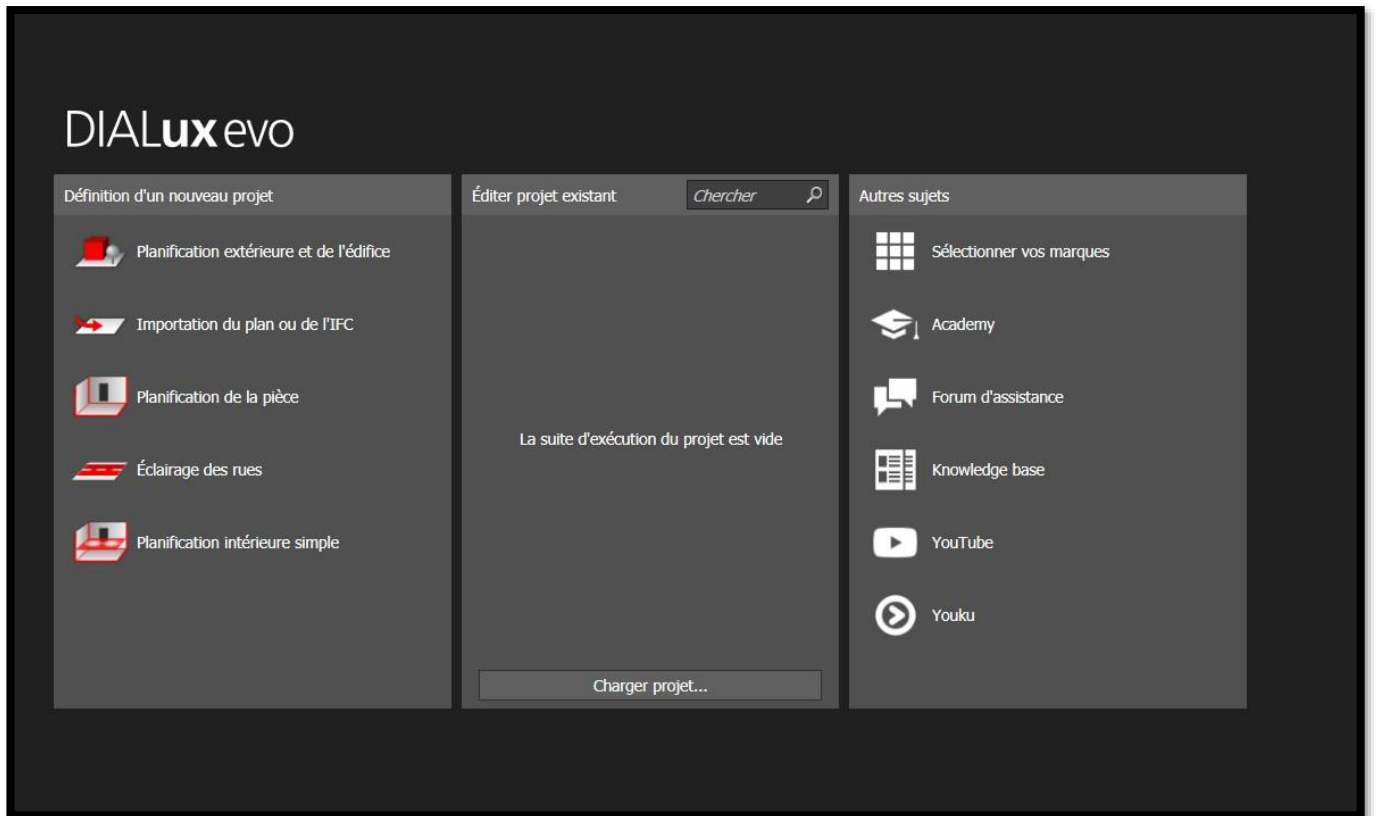 DIALux evo
Définition d'un nouveau projet
Planification extérieure et de l'édifice
Importation du plan ou de l'IFC
Planification de la pièce
Éclairage des rues
Planification intérieure simple
Éditer projet existant
Chercher
La suite d'exécution du projet est vide
Charger projet...
Autres sujets
Sélectionner vos marques
Academy
Forum d'assistance
Knowledge base
YouTube
Youku